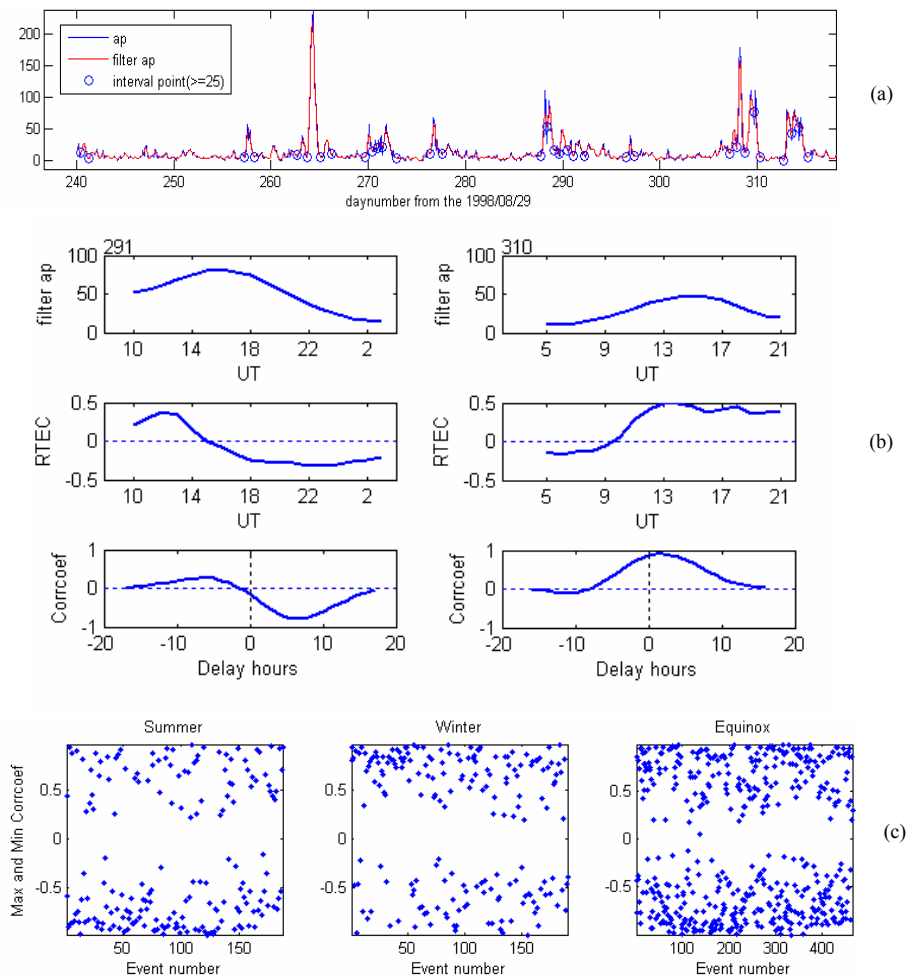 200
150
100
50
0
ap
filter ap
interval point(>=25)
(a)
240 250 260 270 280 290 300 310
daynumber from the 1998/08/29
291
100
50
0
filter ap
10 14 18 22 2
UT
310
100
50
0
filter ap
5 9 13 17 21
UT
0.5
0
-0.5
RTEC
10 14 18 22 2
UT
0.5
0
-0.5
RTEC
5 9 13 17 21
UT
(b)
1
0
-1
Corrcoef
-20 -10 0 10 20
Delay hours
1
0
-1
Corrcoef
-20 -10 0 10 20
Delay hours
Summer
Max and Min Corrcoef
0.5
0
-0.5
50 100 150
Event number
Winter
0.5
0
-0.5
50 100 150
Event number
Equinox
0.5
0
-0.5
100 200 300 400
Event number
(c)